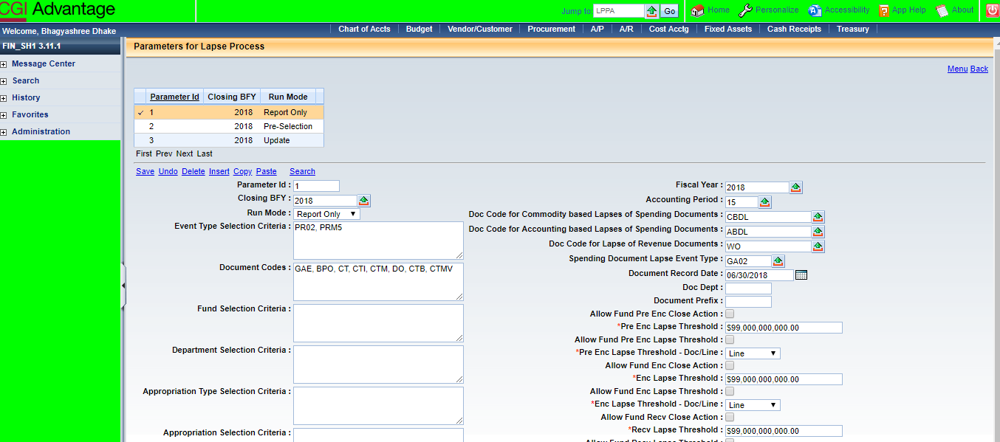 CGI Advantage
Jump to: LPPA Go Home Personalize Accessibility App Help About
Welcome, Bhagyashree Dhake
Chart of Accts Budget Vendor/Customer Procurement A/P A/R Cost Acctg Fixed Assets Cash Receipts Treasury
FIN_SH1 3.11.1
Message Center
Search
History
Favorites
Administration
Parameters for Lapse Process
Menu Back
Parameter Id Closing BFY Run Mode
1 2018 Report Only
2 2018 Pre-Selection
3 2018 Update
First Prev Next Last
Save Undo Delete Insert Copy Paste Search
Parameter Id : 1
Closing BFY : 2018
Run Mode : Report Only
Event Type Selection Criteria : PR02, PRM5
Document Codes : GAE, BPO, CT, CTI, CTM, DO, CTB, CTMV
Fund Selection Criteria :
Department Selection Criteria :
Appropriation Type Selection Criteria :
Appropriation Selection Criteria :
Fiscal Year : 2018
Accounting Period : 15
Doc Code for Commodity based Lapses of Spending Documents : CBDL
Doc Code for Accounting based Lapses of Spending Documents : ABDL
Doc Code for Lapse of Revenue Documents : WO
Spending Document Lapse Event Type : GA02
Document Record Date : 06/30/2018
Doc Dept :
Document Prefix :
Allow Fund Pre Enc Close Action :
*Pre Enc Lapse Threshold : $99,000,000,000.00
Allow Fund Pre Enc Lapse Threshold :
*Pre Enc Lapse Threshold - Doc/Line : Line
Allow Fund Enc Close Action :
*Enc Lapse Threshold : $99,000,000,000.00
Allow Fund Enc Lapse Threshold :
*Enc Lapse Threshold - Doc/Line : Line
Allow Fund Recv Close Action :
*Recv Lapse Threshold : $99,000,000,000.00
Allow Fund Recv Lapse Threshold :